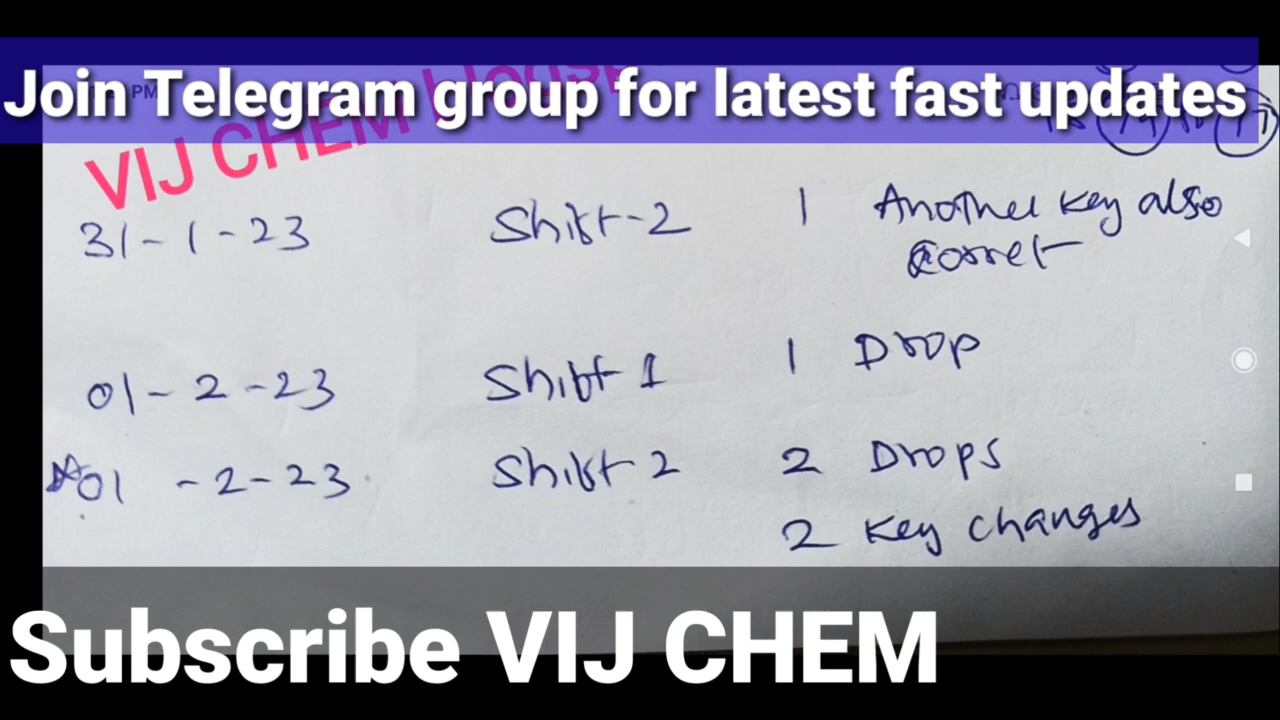 Join Telegram group for latest fast updates
PM
VIJ CHEM
31-1-23 Shift-2 1 Another key also
corret
01-2-23 Shift 1 1 Drop
01-2-23 Shift-2 2 Drops
2 Key changes
Subscribe VIJ CHEM